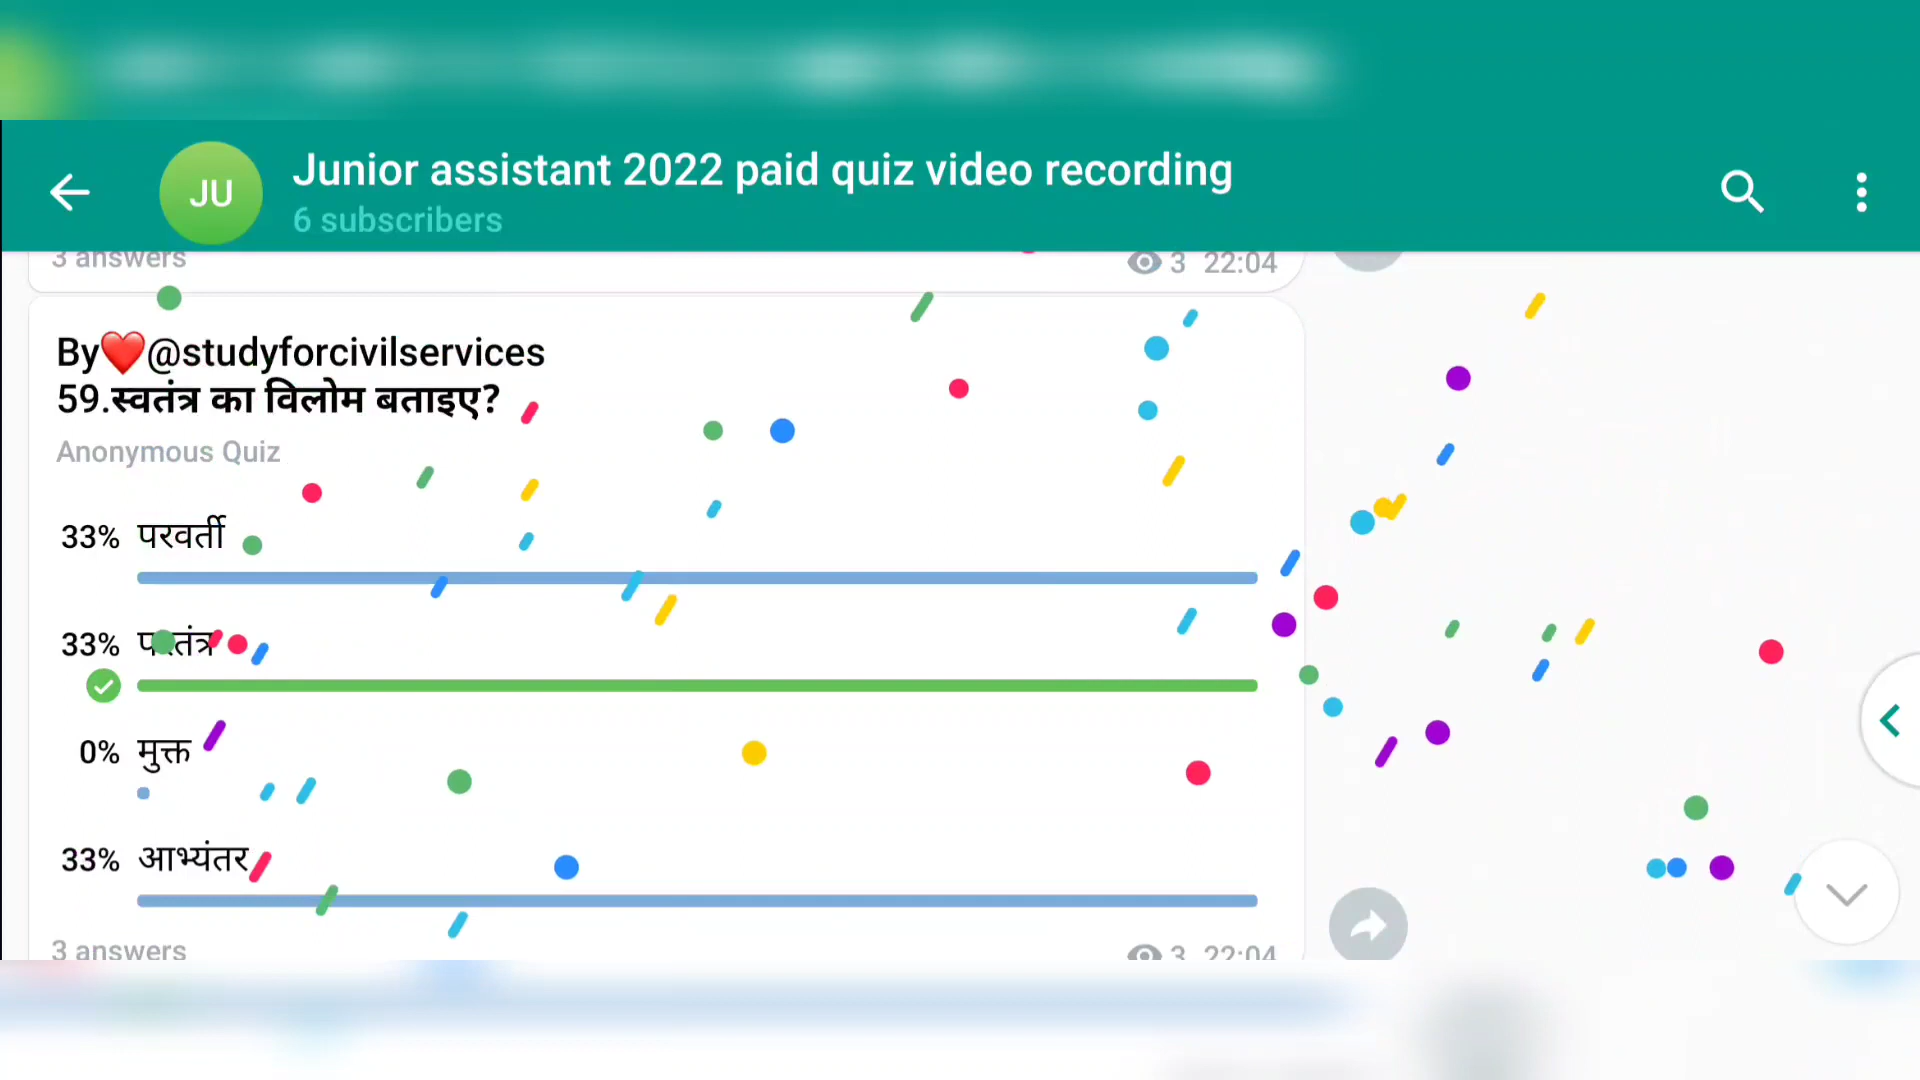 JU
Junior assistant 2022 paid quiz video recording
6 subscribers
3 answers
3 22:04
By❤️@studyforcivilservices
59.स्वतंत्र का विलोम बताइए?
Anonymous Quiz
33% परवर्ती
33% परतंत्र
0% मुक्त
33% आभ्यंतर
3 answers
3 22:04